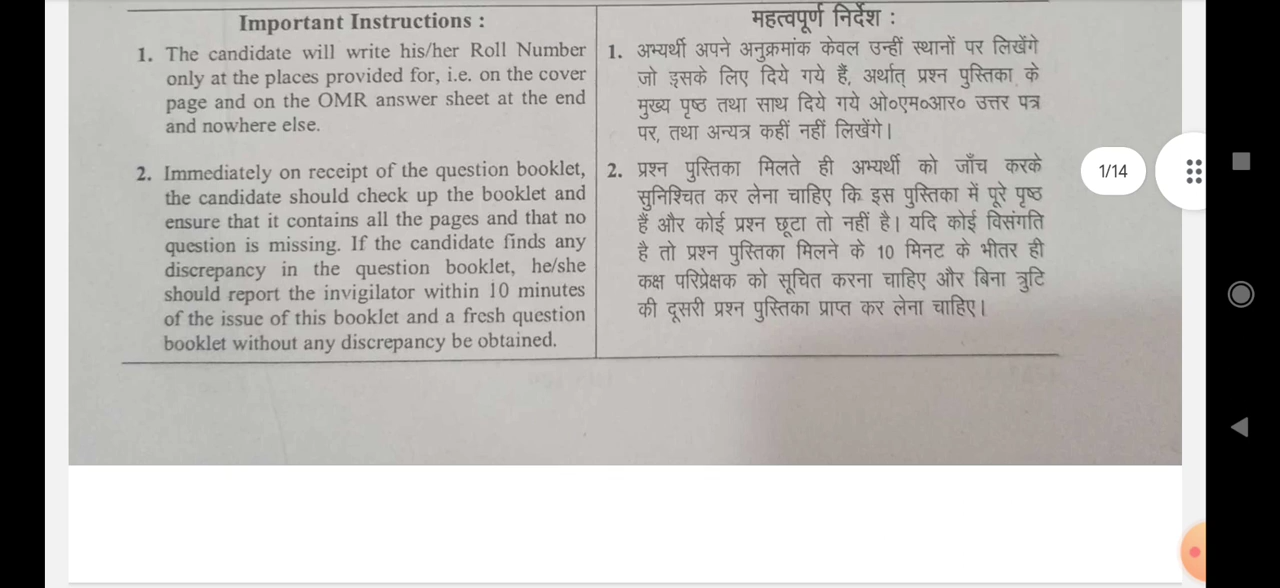 Important Instructions :
1. The candidate will write his/her Roll Number
only at the places provided for, i.e. on the cover
page and on the OMR answer sheet at the end
and nowhere else.
2. Immediately on receipt of the question booklet,
the candidate should check up the booklet and
ensure that it contains all the pages and that no
question is missing. If the candidate finds any
discrepancy in the question booklet, he/she
should report the invigilator within 10 minutes
of the issue of this booklet and a fresh question
booklet without any discrepancy be obtained.
महत्वपूर्ण निर्देश :
1. अभ्यर्थी अपने अनुक्रमांक केवल उन्हीं स्थानों पर लिखेंगे
जो इसके लिए दिये गये हैं, अर्थात् प्रश्न पुस्तिका के
मुख्य पृष्ठ तथा साथ दिये गये ओ०एम०आर० उत्तर पत्र
पर, तथा अन्यत्र कहीं नहीं लिखेंगे।
2. प्रश्न पुस्तिका मिलते ही अभ्यर्थी को जाँच करके
सुनिश्चित कर लेना चाहिए कि इस पुस्तिका में पूरे पृष्ठ
हैं और कोई प्रश्न छूटा तो नहीं है। यदि कोई विसंगति
है तो प्रश्न पुस्तिका मिलने के 10 मिनट के भीतर ही
कक्ष परिप्रेक्षक को सूचित करना चाहिए और बिना त्रुटि
की दूसरी प्रश्न पुस्तिका प्राप्त कर लेना चाहिए।
1/14